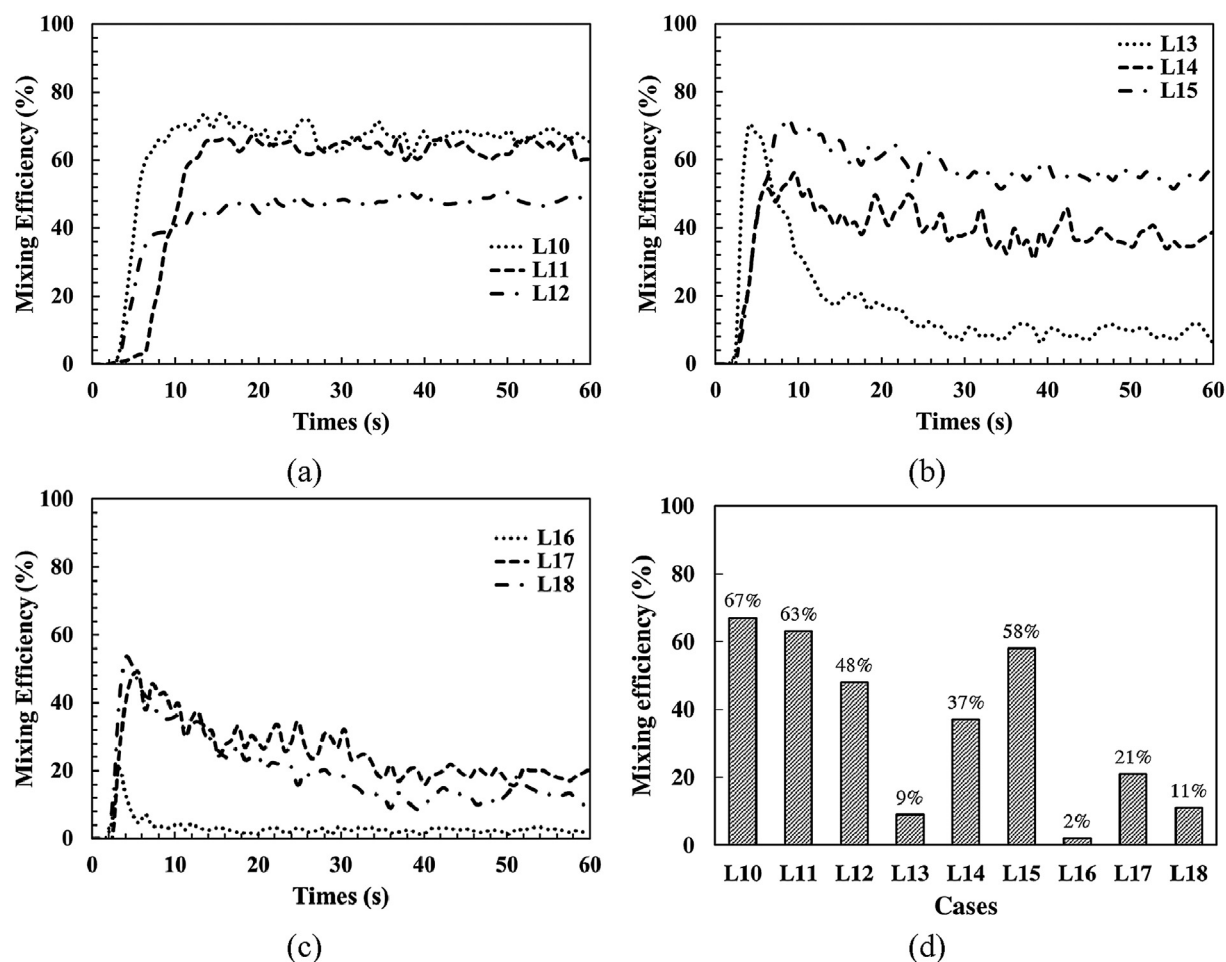 100
80
60
40
20
0
Mixing Efficiency (%)
L10
L11
L12
0 10 20 30 40 50 60
Times (s)
(a)
100
80
60
40
20
0
Mixing Efficiency (%)
L13
L14
L15
0 10 20 30 40 50 60
Times (s)
(b)
100
80
60
40
20
0
Mixing Efficiency (%)
L16
L17
L18
0 10 20 30 40 50 60
Times (s)
(c)
100
80
60
40
20
0
Mixing efficiency (%)
67% 63% 48% 9% 37% 58% 2% 21% 11%
L10 L11 L12 L13 L14 L15 L16 L17 L18
Cases
(d)